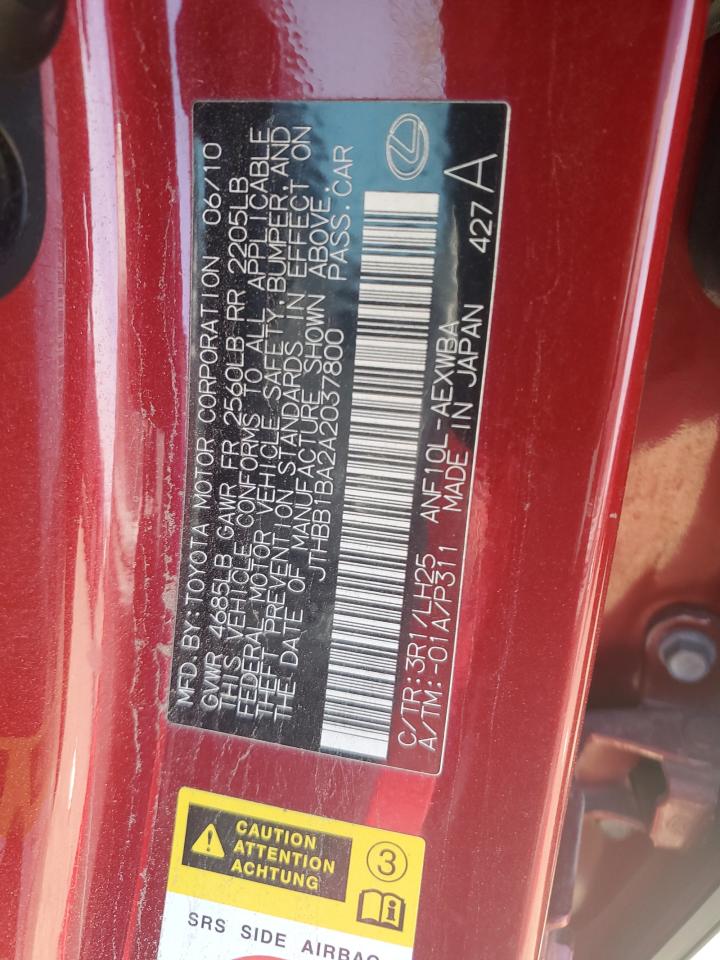 MFD.BY:TOYOTA MOTOR CORPORATION 06/10
GVWR 4685LB GAWR FR 2560LB RR 2205LB
THIS VEHICLE CONFORMS TO ALL APPLICABLE
FEDERAL MOTOR VEHICLE SAFETY,BUMPER,AND
THEFT PREVENTION STANDARDS IN EFFECT ON
THE DATE OF MANUFACTURE SHOWN ABOVE.
JTHBB1BA2A2037800 PASS.CAR
C/TR:3R1/LH25 ANF10L-AEXWBA
A/TM:-01A/P311 MADE IN JAPAN 427 A
CAUTION
ATTENTION
ACHTUNG
3
SRS SIDE AIRBAG